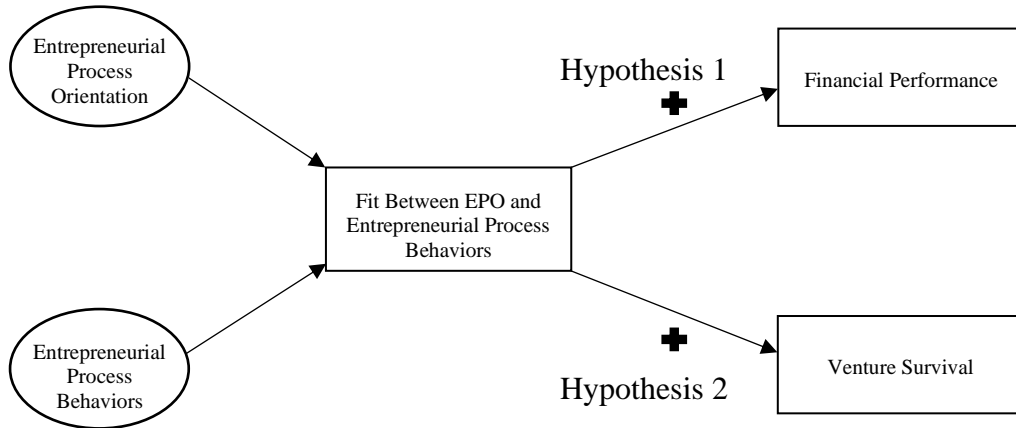 Entrepreneurial
Process
Orientation
Hypothesis 1
Financial Performance
Fit Between EPO and
Entrepreneurial Process
Behaviors
Entrepreneurial
Process
Behaviors
Hypothesis 2
Venture Survival